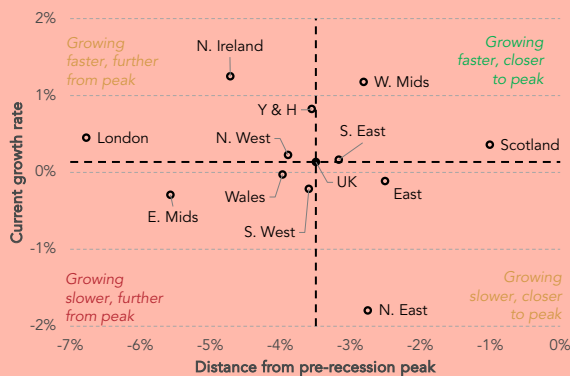 2%
Growing
faster, further
from peak
N. Ireland
Growing
faster, closer
to peak
W. Mids
1%
Y & H
London
N. West
S. East
Scotland
0%
Wales
UK
East
E. Mids
S. West
-1%
Growing
slower, further
from peak
Growing
slower, closer
to peak
N. East
-2%
-7%
-6%
-5%
-4%
-3%
-2%
-1%
0%
Current growth rate
Distance from pre-recession peak